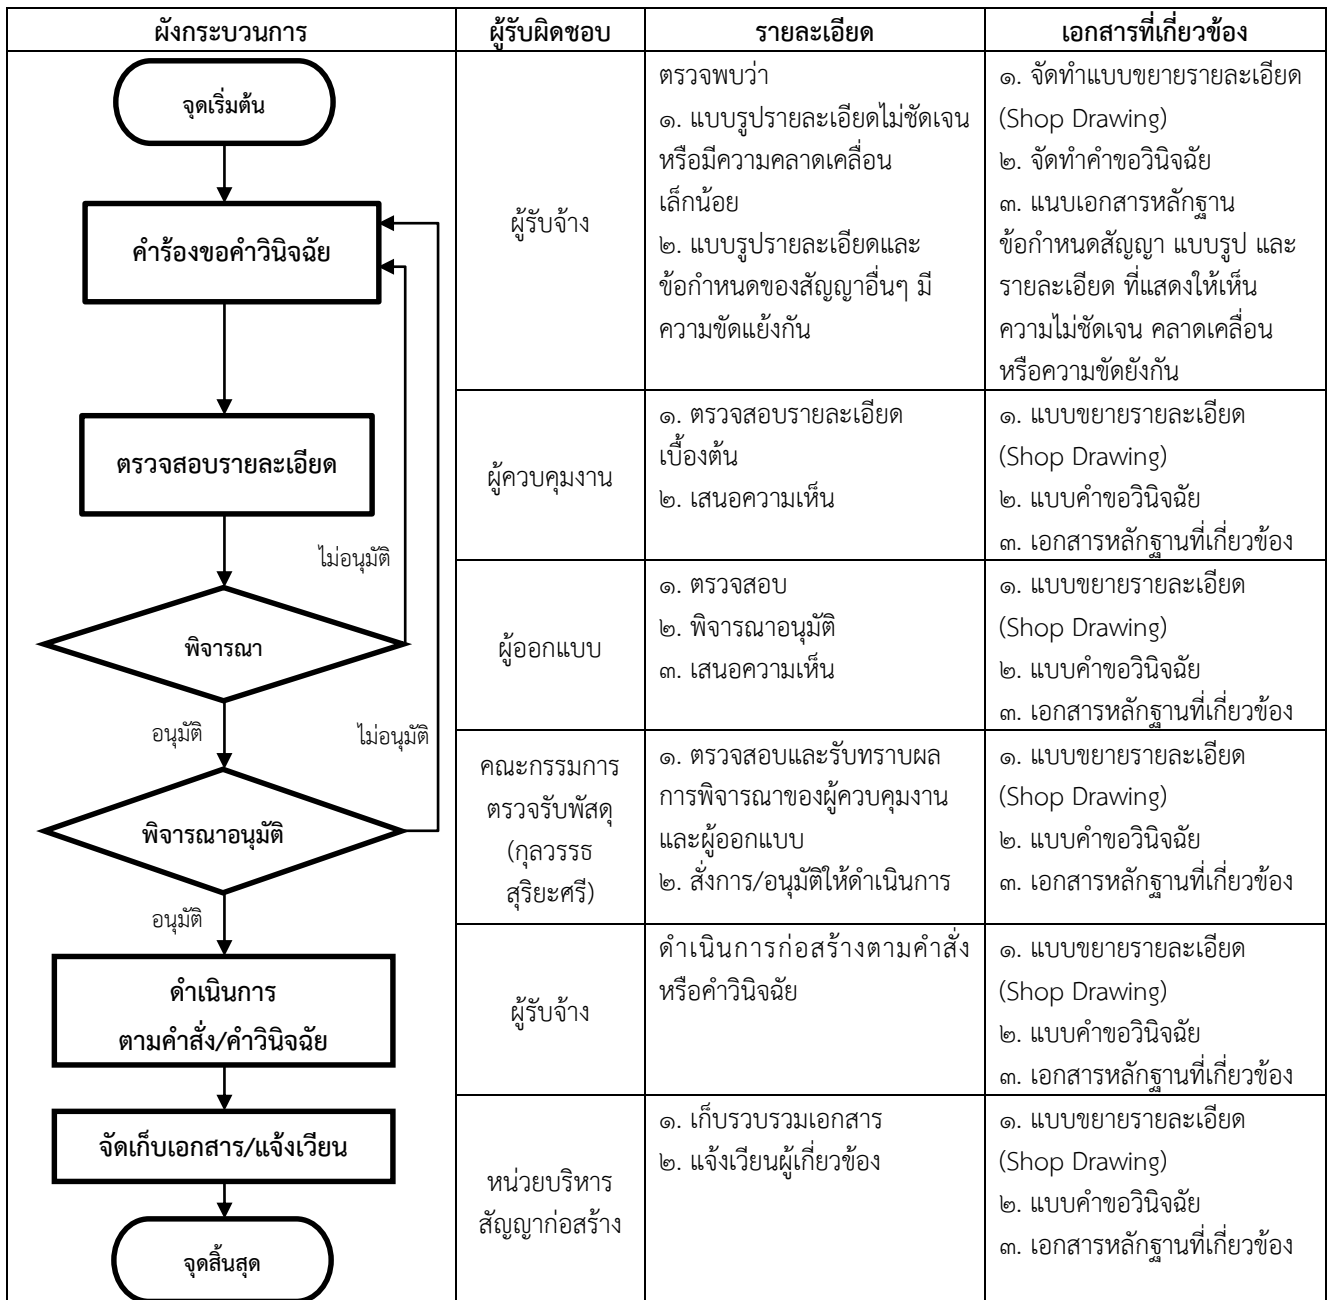 ผังกระบวนการ
ผู้รับผิดชอบ
รายละเอียด
เอกสารที่เกี่ยวข้อง
จุดเริ่มต้น
คำร้องขอคำวินิจฉัย
ผู้รับจ้าง
ตรวจพบว่า
๑. แบบรูปรายละเอียดไม่ชัดเจน
หรือมีความคลาดเคลื่อน
เล็กน้อย
๒. แบบรูปรายละเอียดและ
ข้อกำหนดของสัญญาอื่นๆ มี
ความขัดแย้งกัน
๑. จัดทำแบบขยายรายละเอียด
(Shop Drawing)
๒. จัดทำคำขอวินิจฉัย
๓. แนบเอกสารหลักฐาน
ข้อกำหนดสัญญา แบบรูป และ
รายละเอียด ที่แสดงให้เห็น
ความไม่ชัดเจน คลาดเคลื่อน
หรือความขัดยังกัน
ตรวจสอบรายละเอียด
ผู้ควบคุมงาน
๑. ตรวจสอบรายละเอียด
เบื้องต้น
๒. เสนอความเห็น
๑. แบบขยายรายละเอียด
(Shop Drawing)
๒. แบบคำขอวินิจฉัย
๓. เอกสารหลักฐานที่เกี่ยวข้อง
ไม่อนุมัติ
พิจารณา
อนุมัติ
ผู้ออกแบบ
๑. ตรวจสอบ
๒. พิจารณาอนุมัติ
๓. เสนอความเห็น
๑. แบบขยายรายละเอียด
(Shop Drawing)
๒. แบบคำขอวินิจฉัย
๓. เอกสารหลักฐานที่เกี่ยวข้อง
ไม่อนุมัติ
พิจารณาอนุมัติ
อนุมัติ
คณะกรรมการ
ตรวจรับพัสดุ
(กุลวรรธ
สุริยะศรี)
๑. ตรวจสอบและรับทราบผล
การพิจารณาของผู้ควบคุมงาน
และผู้ออกแบบ
๒. สั่งการ/อนุมัติให้ดำเนินการ
๑. แบบขยายรายละเอียด
(Shop Drawing)
๒. แบบคำขอวินิจฉัย
๓. เอกสารหลักฐานที่เกี่ยวข้อง
ดำเนินการ
ตามคำสั่ง/คำวินิจฉัย
ผู้รับจ้าง
ดำเนินการก่อสร้างตามคำสั่ง
หรือคำวินิจฉัย
๑. แบบขยายรายละเอียด
(Shop Drawing)
๒. แบบคำขอวินิจฉัย
๓. เอกสารหลักฐานที่เกี่ยวข้อง
จัดเก็บเอกสาร/แจ้งเวียน
จุดสิ้นสุด
หน่วยบริหาร
สัญญาก่อสร้าง
๑. เก็บรวบรวมเอกสาร
๒. แจ้งเวียนผู้เกี่ยวข้อง
๑. แบบขยายรายละเอียด
(Shop Drawing)
๒. แบบคำขอวินิจฉัย
๓. เอกสารหลักฐานที่เกี่ยวข้อง